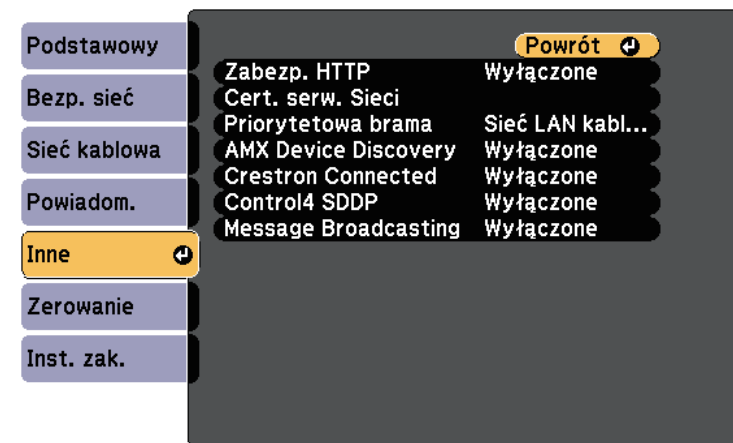 Podstawowy
Bezp. sieć
Sieć kablowa
Powiadom.
Inne
Zerowanie
Inst. zak.
Powrót
Zabezp. HTTP Wyłączone
Cert. serw. Sieci
Priorytetowa brama Sieć LAN kabl...
AMX Device Discovery Wyłączone
Crestron Connected Wyłączone
Control4 SDDP Wyłączone
Message Broadcasting Wyłączone